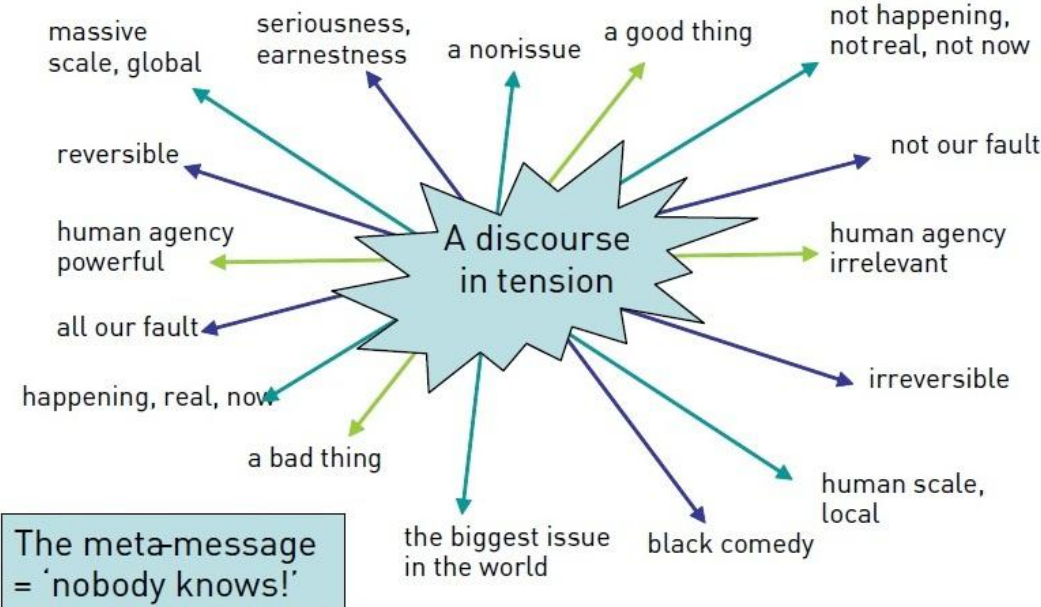 massive
scale, global
seriousness,
earnestness
a non-issue
a good thing
not happening,
not real, not now
reversible
not our fault
human agency
powerful
A discourse
in tension
human agency
irrelevant
all our fault
happening, real, now
irreversible
a bad thing
human scale,
local
the biggest issue
in the world
black comedy
The meta-message
= ‘nobody knows!’